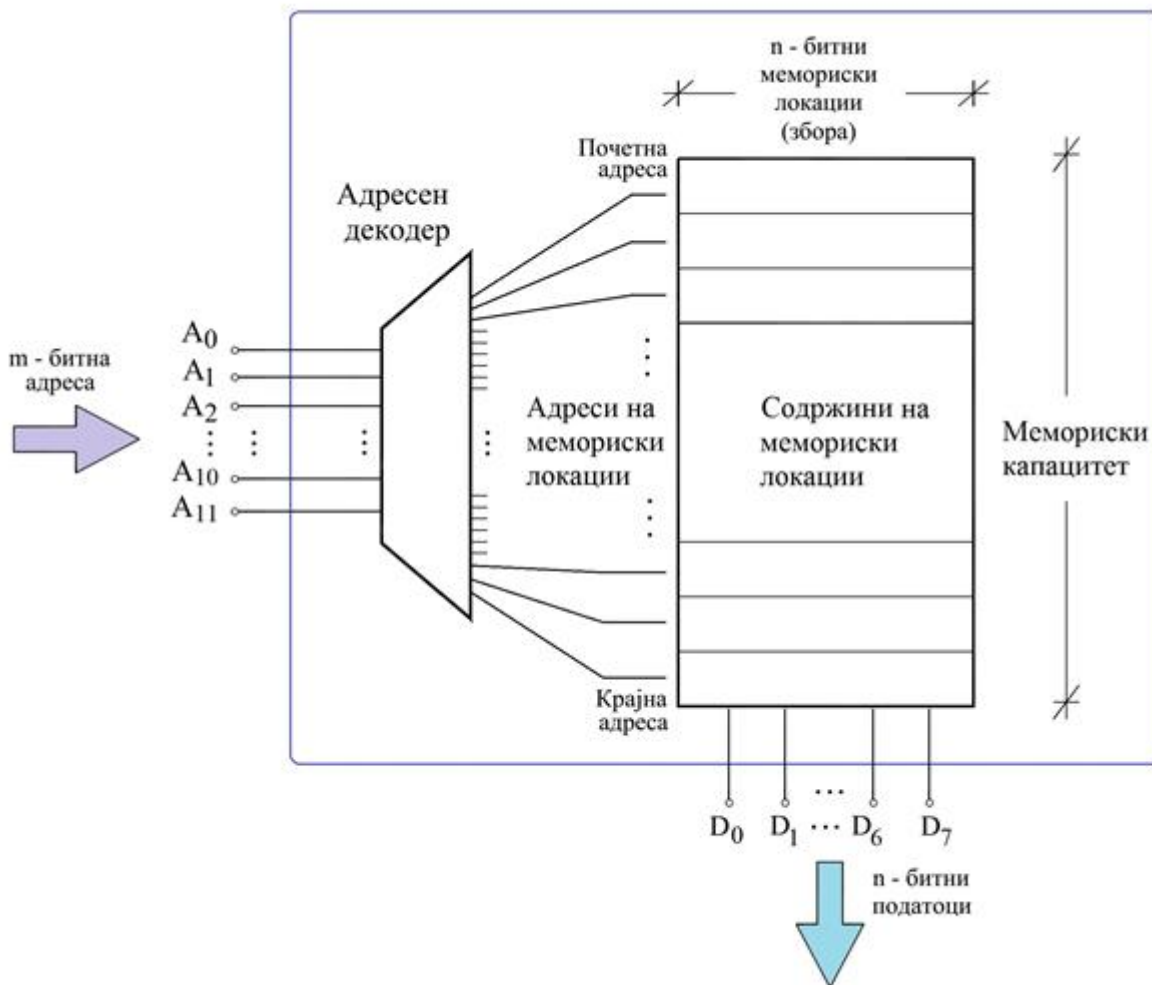 n - битни
мемориски
локации
(збора)
Почетна
адреса
Адресен
декодер
m - битна
адреса
A0
A1
A2
A10
A11
Адреси на
мемориски
локации
Содржини на
мемориски
локации
Мемориски
капацитет
Крајна
адреса
D0 D1 ... D6 D7
n - битни
податоци